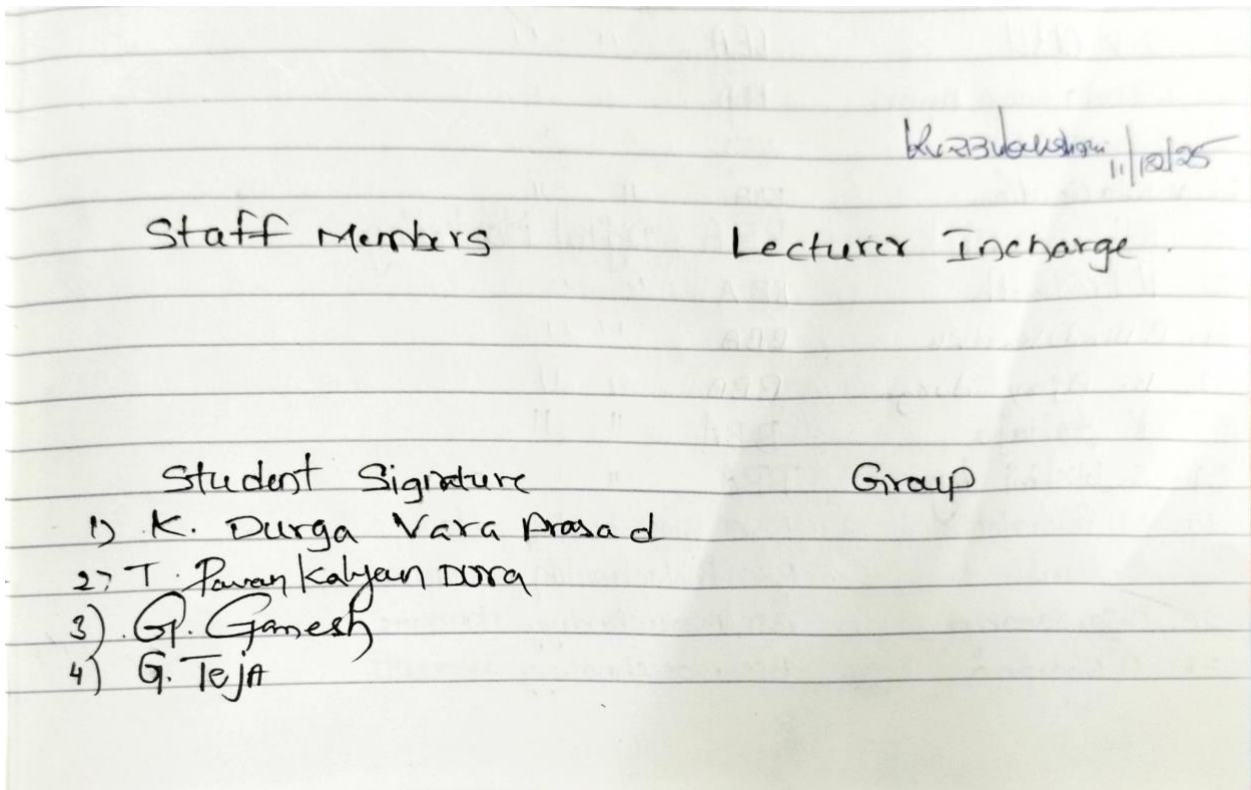 11/12/25
Staff Members Lecturer Incharge.
Student Signature Group
1) K. Durga Vara Prasad
2) T. Pavan Kalyan Dora
3) G. Ganesh
4) G. TejA